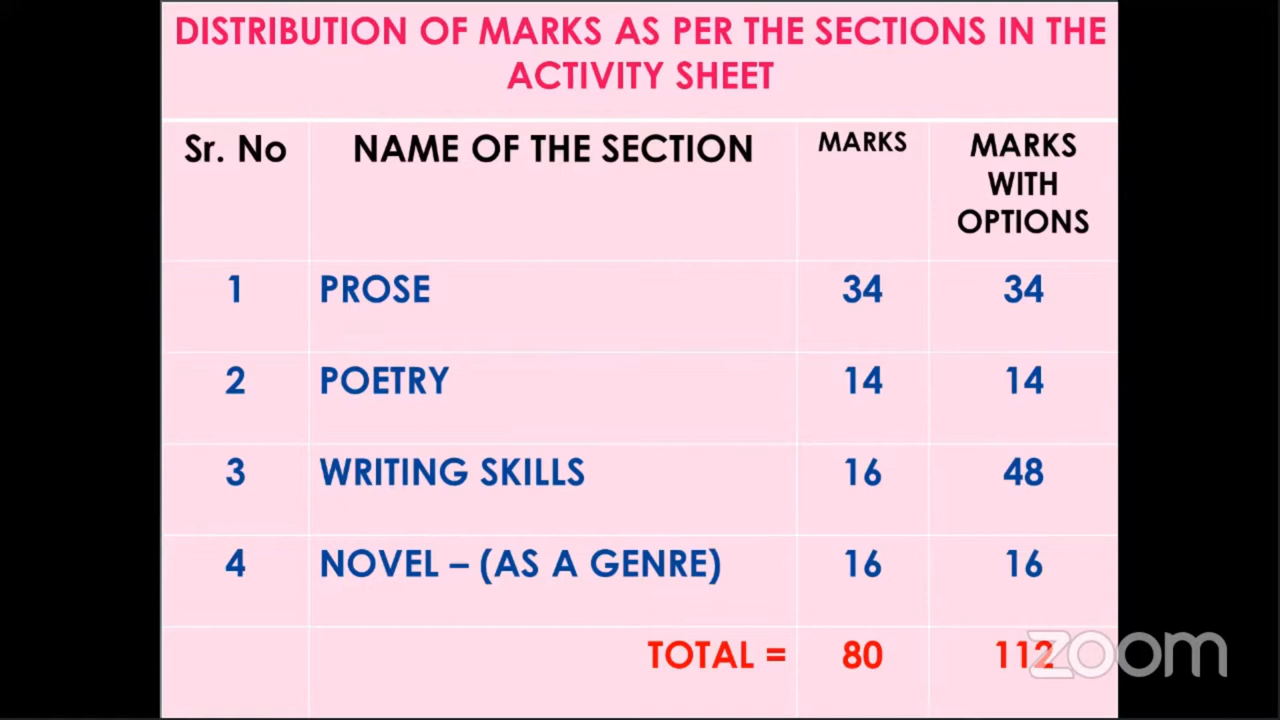 DISTRIBUTION OF MARKS AS PER THE SECTIONS IN THE
ACTIVITY SHEET
Sr. No NAME OF THE SECTION MARKS MARKS
WITH
OPTIONS
1 PROSE 34 34
2 POETRY 14 14
3 WRITING SKILLS 16 48
4 NOVEL – (AS A GENRE) 16 16
TOTAL = 80 112
zoom